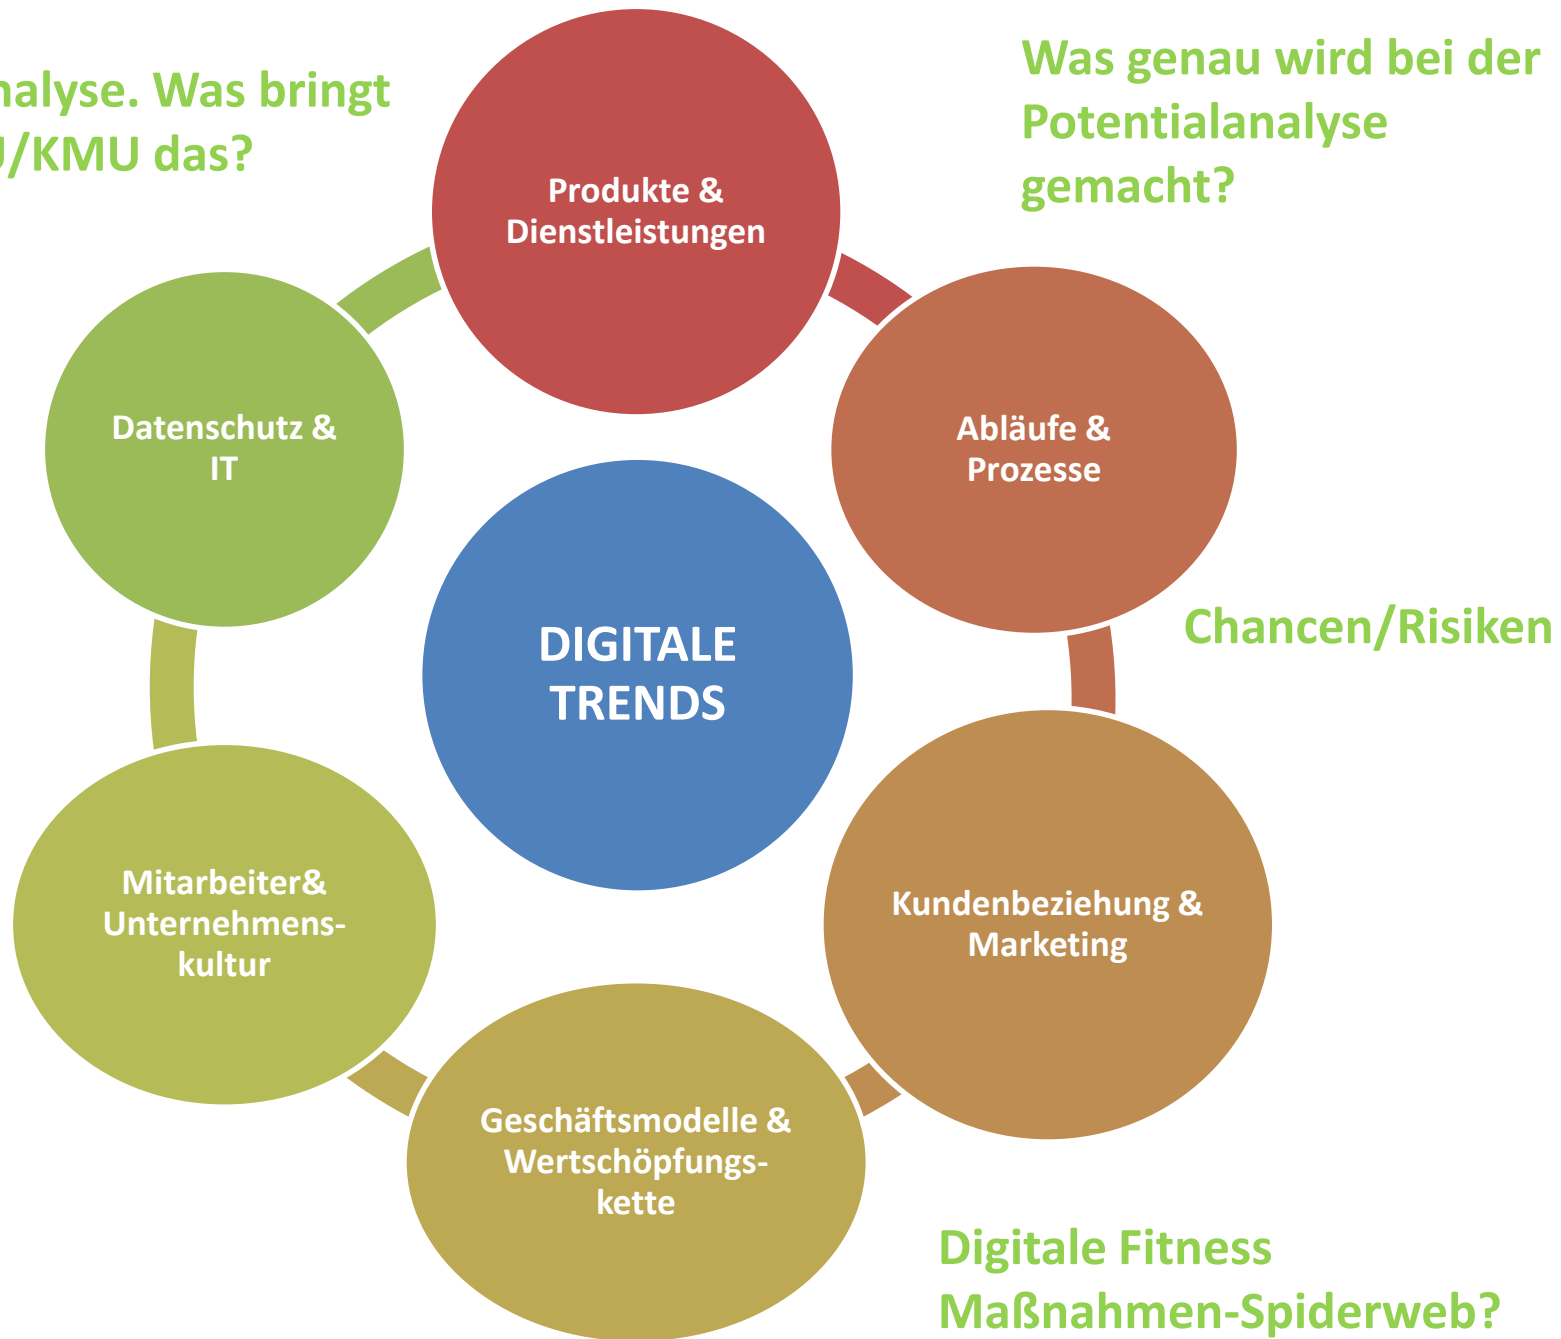 nalyse. Was bringt
/KMU das?
Was genau wird bei der
Potentialanalyse
gemacht?
Produkte &
Dienstleistungen
Datenschutz &
IT
Abläufe &
Prozesse
DIGITALE
TRENDS
Chancen/Risiken
Mitarbeiter&
Unternehmens-
kultur
Kundenbeziehung &
Marketing
Geschäftsmodelle &
Wertschöpfungs-
kette
Digitale Fitness
Maßnahmen-Spiderweb?